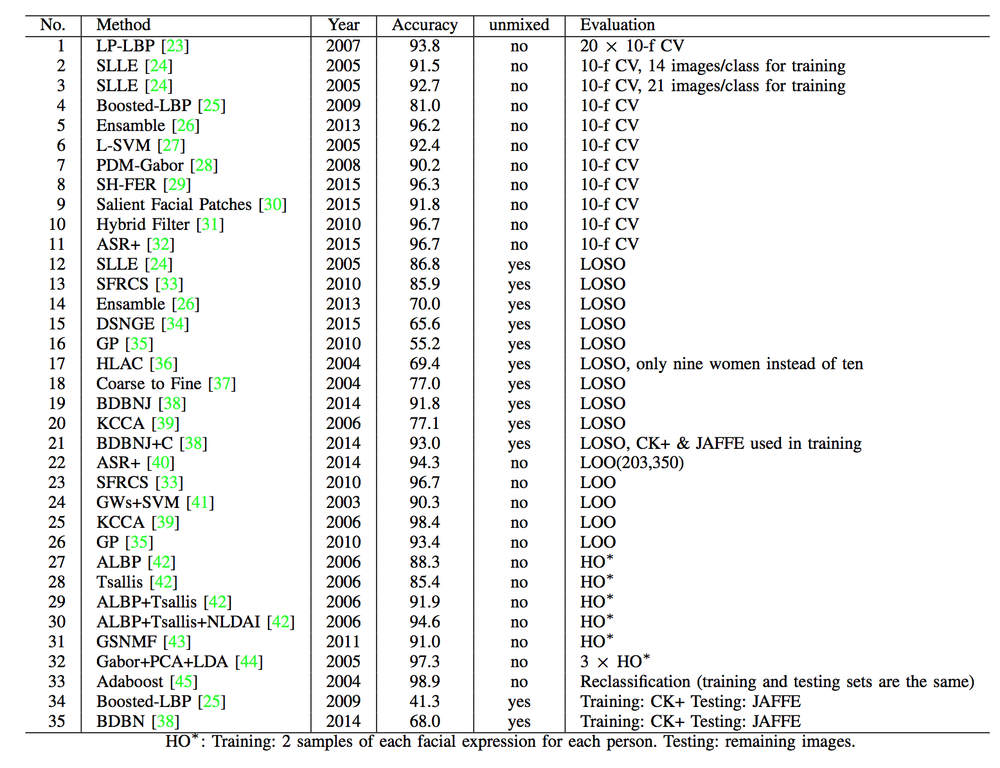 No. Method Year Accuracy unmixed Evaluation
1 LP-LBP [23] 2007 93.8 no 20 × 10-f CV
2 SLLE [24] 2005 91.5 no 10-f CV, 14 images/class for training
3 SLLE [24] 2005 92.7 no 10-f CV, 21 images/class for training
4 Boosted-LBP [25] 2009 81.0 no 10-f CV
5 Ensamble [26] 2013 96.2 no 10-f CV
6 L-SVM [27] 2005 92.4 no 10-f CV
7 PDM-Gabor [28] 2008 90.2 no 10-f CV
8 SH-FER [29] 2015 96.3 no 10-f CV
9 Salient Facial Patches [30] 2015 91.8 no 10-f CV
10 Hybrid Filter [31] 2010 96.7 no 10-f CV
11 ASR+ [32] 2015 96.7 no 10-f CV
12 SLLE [24] 2005 86.8 yes LOSO
13 SFRCS [33] 2010 85.9 yes LOSO
14 Ensamble [26] 2013 70.0 yes LOSO
15 DSNGE [34] 2015 65.6 yes LOSO
16 GP [35] 2010 55.2 yes LOSO
17 HLAC [36] 2004 69.4 yes LOSO, only nine women instead of ten
18 Coarse to Fine [37] 2004 77.0 yes LOSO
19 BDBNJ [38] 2014 91.8 yes LOSO
20 KCCA [39] 2006 77.1 yes LOSO
21 BDBNJ+C [38] 2014 93.0 yes LOSO, CK+ & JAFFE used in training
22 ASR+ [40] 2014 94.3 no LOO(203,350)
23 SFRCS [33] 2010 96.7 no LOO
24 GWs+SVM [41] 2003 90.3 no LOO
25 KCCA [39] 2006 98.4 no LOO
26 GP [35] 2010 93.4 no LOO
27 ALBP [42] 2006 88.3 no HO*
28 Tsallis [42] 2006 85.4 no HO*
29 ALBP+Tsallis [42] 2006 91.9 no HO*
30 ALBP+Tsallis+NLDAI [42] 2006 94.6 no HO*
31 GSNMF [43] 2011 91.0 no HO*
32 Gabor+PCA+LDA [44] 2005 97.3 no 3 × HO*
33 Adaboost [45] 2004 98.9 no Reclassification (training and testing sets are the same)
34 Boosted-LBP [25] 2009 41.3 yes Training: CK+ Testing: JAFFE
35 BDBN [38] 2014 68.0 yes Training: CK+ Testing: JAFFE
HO*: Training: 2 samples of each facial expression for each person. Testing: remaining images.